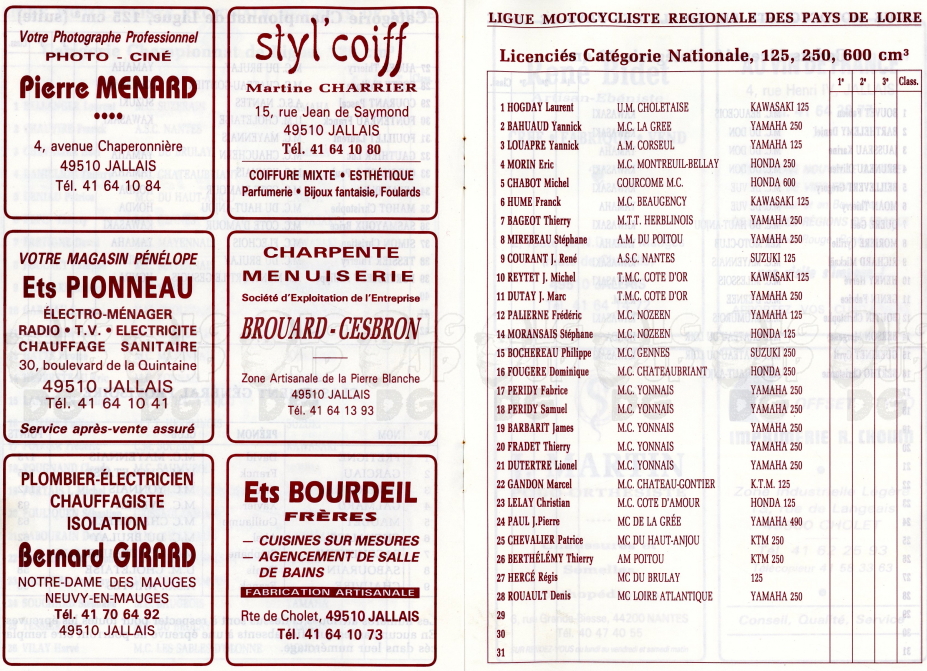 Votre Photographe Professionnel
PHOTO - CINÉ
Pierre MENARD
4, avenue Chaperonnière
49510 JALLAIS
Tél. 41 64 10 84
styl'coiff
Martine CHARRIER
15, rue Jean de Saymond
49510 JALLAIS
Tél. 41 64 10 80
COIFFURE MIXTE • ESTHÉTIQUE
Parfumerie • Bijoux fantaisie, Foulards
VOTRE MAGASIN PÉNÉLOPE
Ets PIONNEAU
ÉLECTRO-MÉNAGER
RADIO • T.V. • ELECTRICITE
CHAUFFAGE SANITAIRE
30, boulevard de la Quintaine
49510 JALLAIS
Tél. 41 64 10 41
Service après-vente assuré
CHARPENTE
MENUISERIE
Société d'Exploitation de l'Entreprise
BROUARD - CESBRON
Zone Artisanale de la Pierre Blanche
49510 JALLAIS
Tél. 41 64 13 93
PLOMBIER-ÉLECTRICIEN
CHAUFFAGISTE
ISOLATION
Bernard GIRARD
NOTRE-DAME DES MAUGES
NEUVY-EN-MAUGES
Tél. 41 70 64 92
49510 JALLAIS
Ets BOURDEIL
FRÈRES
— CUISINES SUR MESURES
— AGENCEMENT DE SALLE
DE BAINS
FABRICATION ARTISANALE
Rte de Cholet, 49510 JALLAIS
Tél. 41 64 10 73
LIGUE MOTOCYCLISTE REGIONALE DES PAYS DE LOIRE
Licenciés Catégorie Nationale, 125, 250, 600 cm³
1ª 2ª 3ª Class.
1 HOGDAY Laurent U.M. CHOLETAISE KAWASAKI 125
2 BAHUAUD Yannick M.C. LA GREE YAMAHA 250
3 LOUAPRE Yannick A.M. CORSEUL YAMAHA 125
4 MORIN Eric M.C. MONTREUIL-BELLAY HONDA 250
5 CHABOT Michel COURCOME M.C. HONDA 600
6 HUME Franck M.C. BEAUGENCY KAWASAKI 125
7 BAGEOT Thierry M.T.T. HERBLINOIS YAMAHA 250
8 MIREBEAU Stéphane A.M. DU POITOU YAMAHA 250
9 COURANT J. René A.S.C. NANTES SUZUKI 125
10 REYTET J. Michel T.M.C. COTE D'OR KAWASAKI 125
11 DUTAY J. Marc T.M.C. COTE D'OR YAMAHA 250
12 PALIERNE Frédéric M.C. NOZEEN YAMAHA 250
14 MORANSAIS Stéphane M.C. NOZEEN HONDA 125
15 BOCHEREAU Philippe M.C. GENNES SUZUKI 250
16 FOUGERE Dominique M.C. CHATEAUBRIANT HONDA 250
17 PERIDY Fabrice M.C. YONNAIS YAMAHA 250
18 PERIDY Samuel M.C. YONNAIS YAMAHA 250
19 BARBARIT James M.C. YONNAIS YAMAHA 250
20 FRADET Thierry M.C. YONNAIS YAMAHA 250
21 DUTERTRE Lionel M.C. YONNAIS YAMAHA 250
22 GANDON Marcel M.C. CHATEAU-GONTIER K.T.M. 125
23 LELAY Christian M.C. COTE D'AMOUR HONDA 125
24 PAUL J.Pierre MC DE LA GRÉE YAMAHA 490
25 CHEVALIER Patrice MC DU HAUT-ANJOU KTM 250
26 BERTHÉLÉMY Thierry AM POITOU KTM 250
27 HERCÉ Régis MC DU BRULAY 125
28 ROUAULT Denis MC LOIRE ATLANTIQUE YAMAHA 250
29
30
31